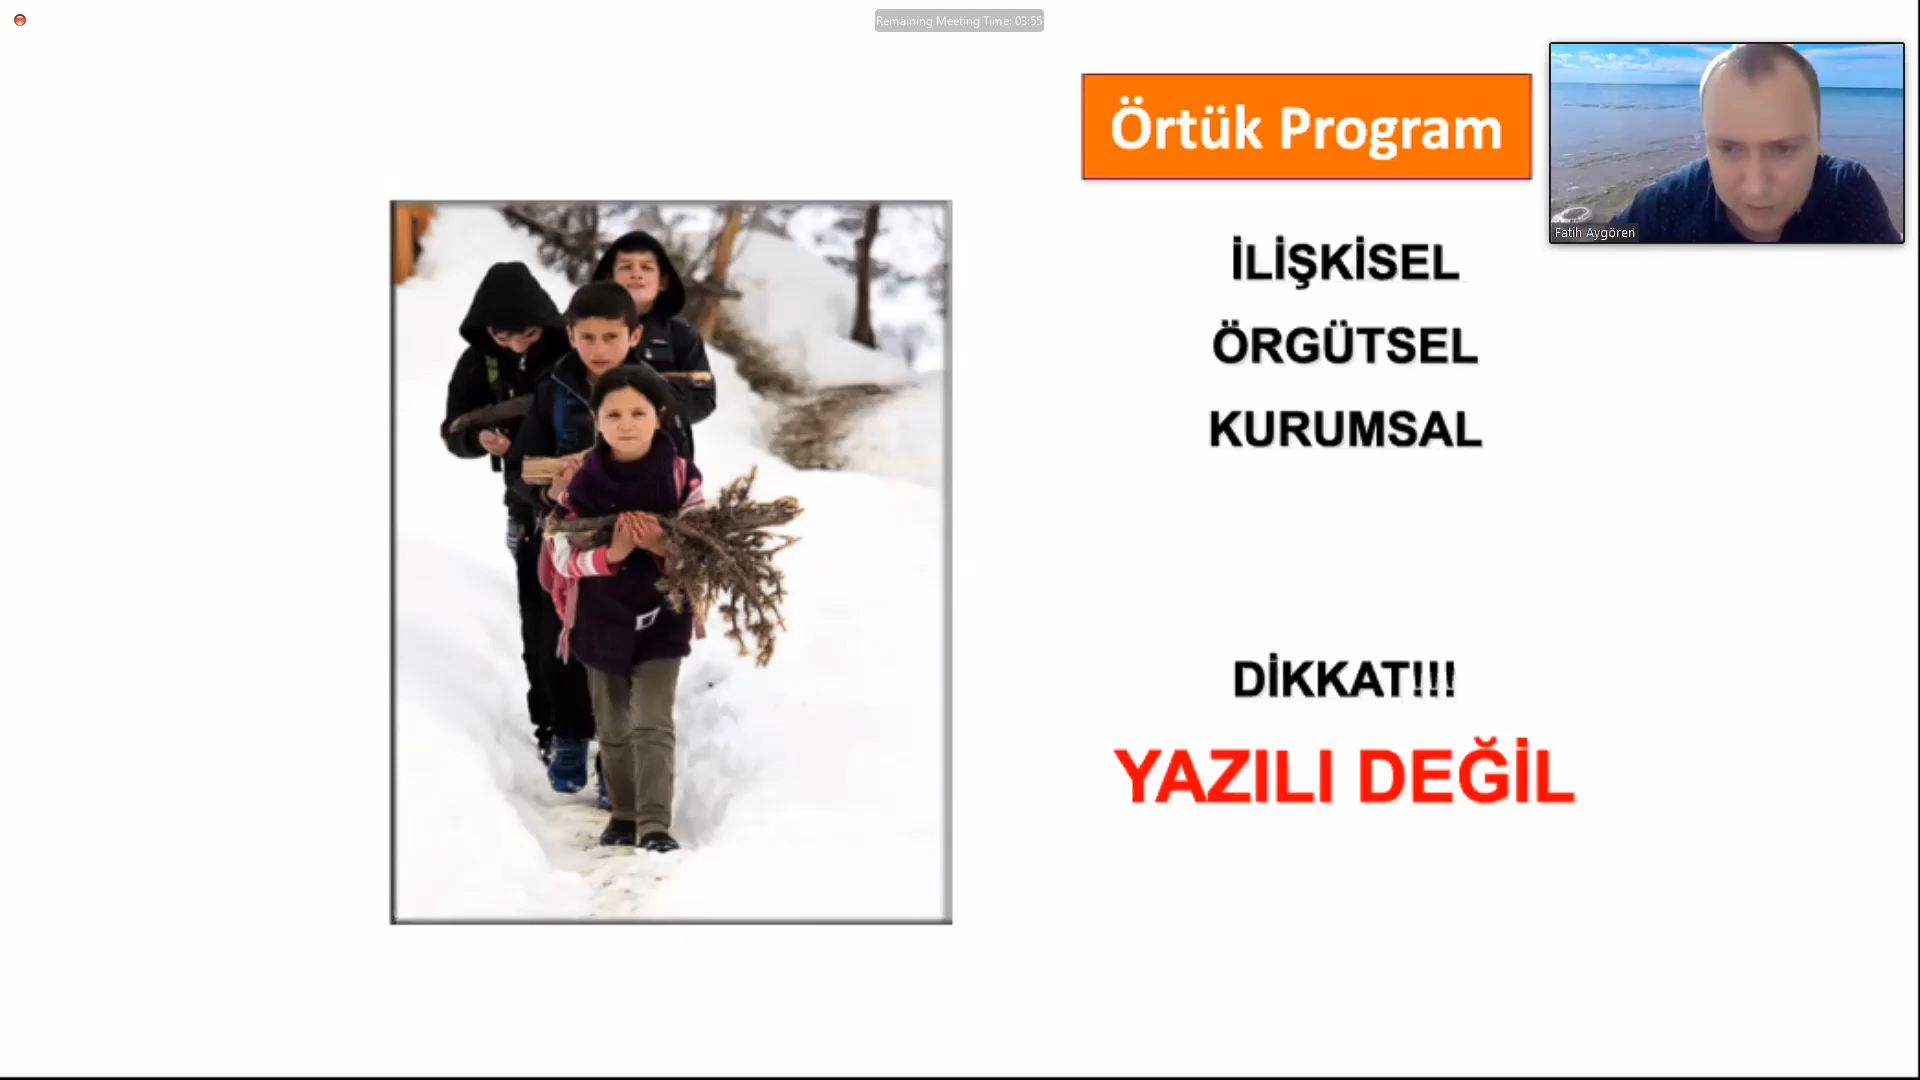 Remaining Meeting Time: 03:55
Örtük Program
Fatih Aygören
İLİŞKİSEL
ÖRGÜTSEL
KURUMSAL
DİKKAT!!!
YAZILI DEĞİL